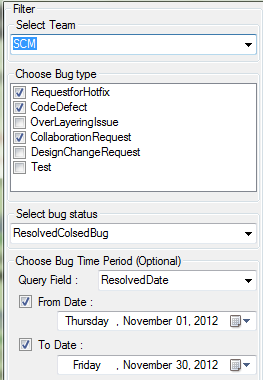 Filter
Select Team
SCM
Choose Bug type
RequestforHotfix
CodeDefect
OverLayeringIssue
CollaborationRequest
DesignChangeRequest
Test
Select bug status
ResolvedColsedBug
Choose Bug Time Period (Optional)
Query Field : ResolvedDate
From Date :
Thursday , November 01, 2012
To Date :
Friday , November 30, 2012